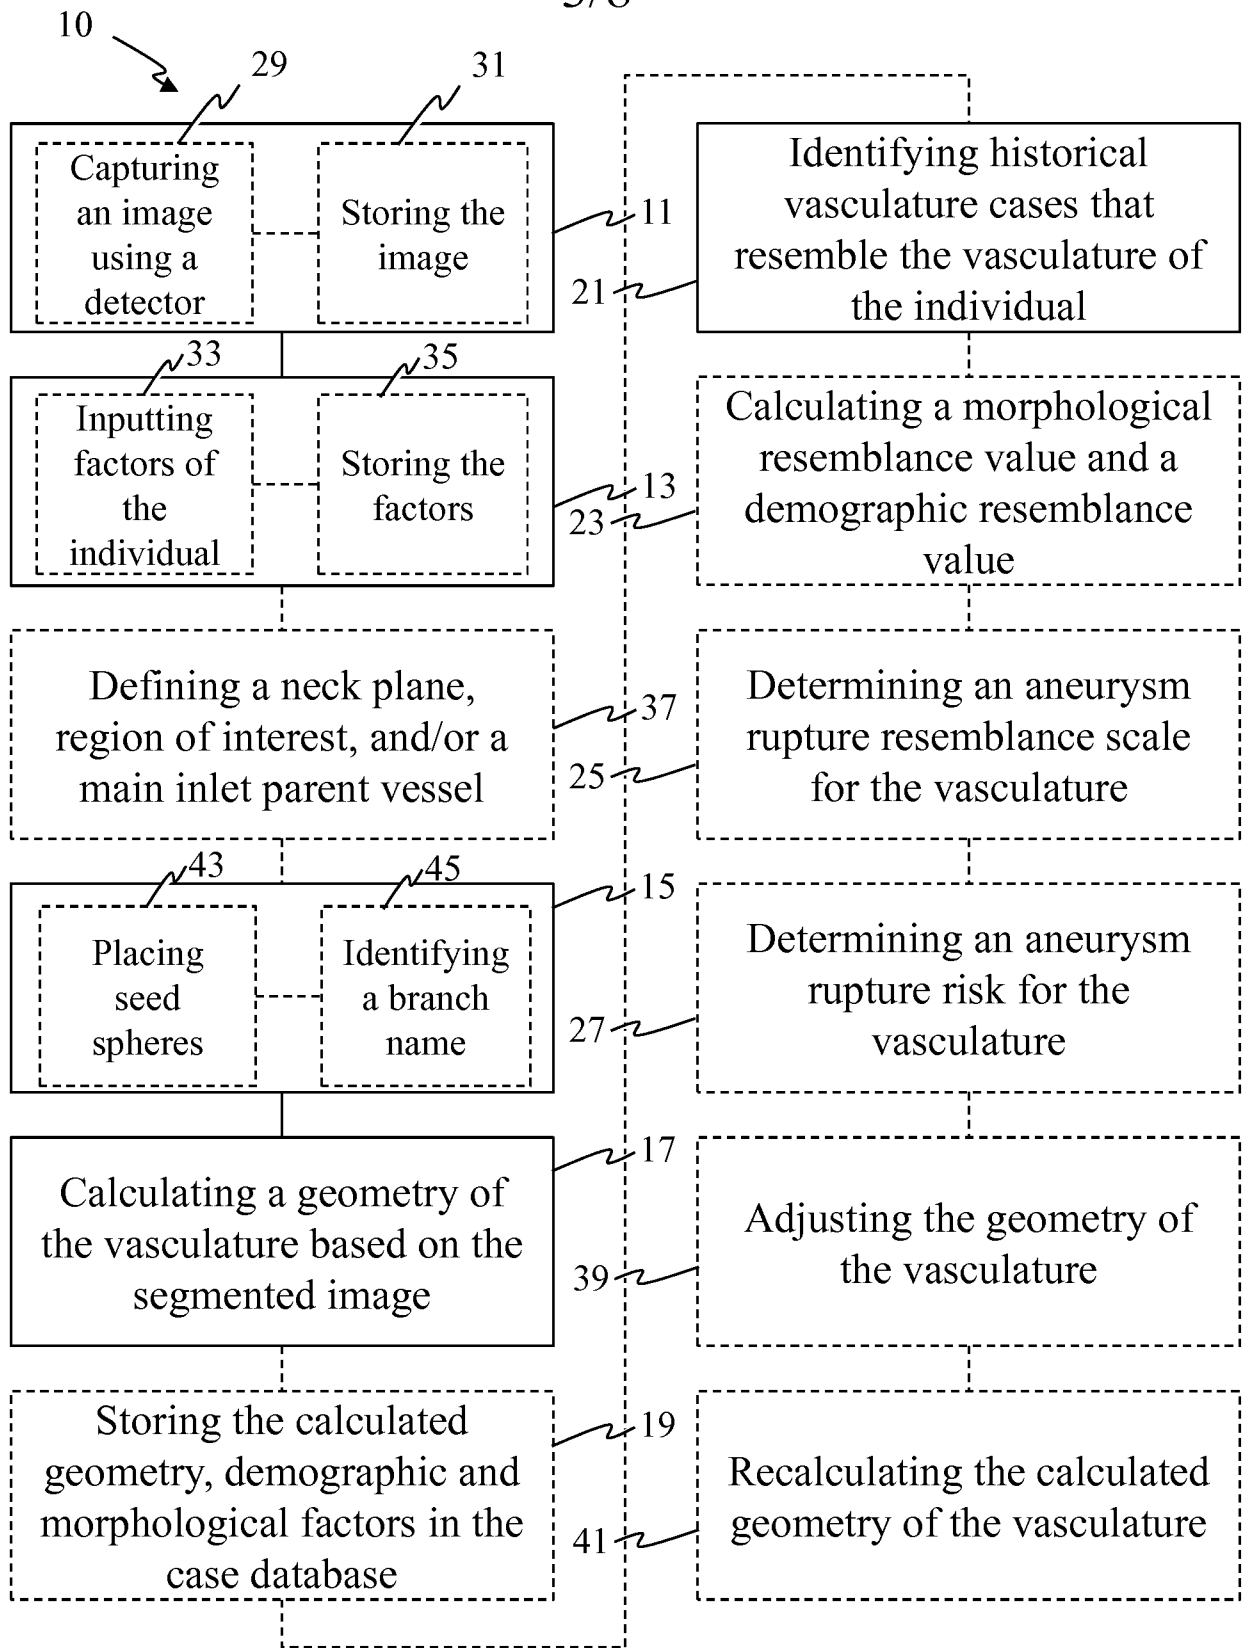 10
29
31
Capturing
an image
using a
detector
Storing the
image
11
33
35
Inputting
factors of
the
individual
Storing the
factors
13
Defining a neck plane,
region of interest, and/or a
main inlet parent vessel
37
43
45
Placing
seed
spheres
Identifying
a branch
name
15
Calculating a geometry of
the vasculature based on the
segmented image
17
Storing the calculated
geometry, demographic and
morphological factors in the
case database
19
Identifying historical
vasculature cases that
resemble the vasculature of
the individual
21
Calculating a morphological
resemblance value and a
demographic resemblance
value
23
Determining an aneurysm
rupture resemblance scale
for the vasculature
25
Determining an aneurysm
rupture risk for the
vasculature
27
Adjusting the geometry of
the vasculature
39
Recalculating the calculated
geometry of the vasculature
41